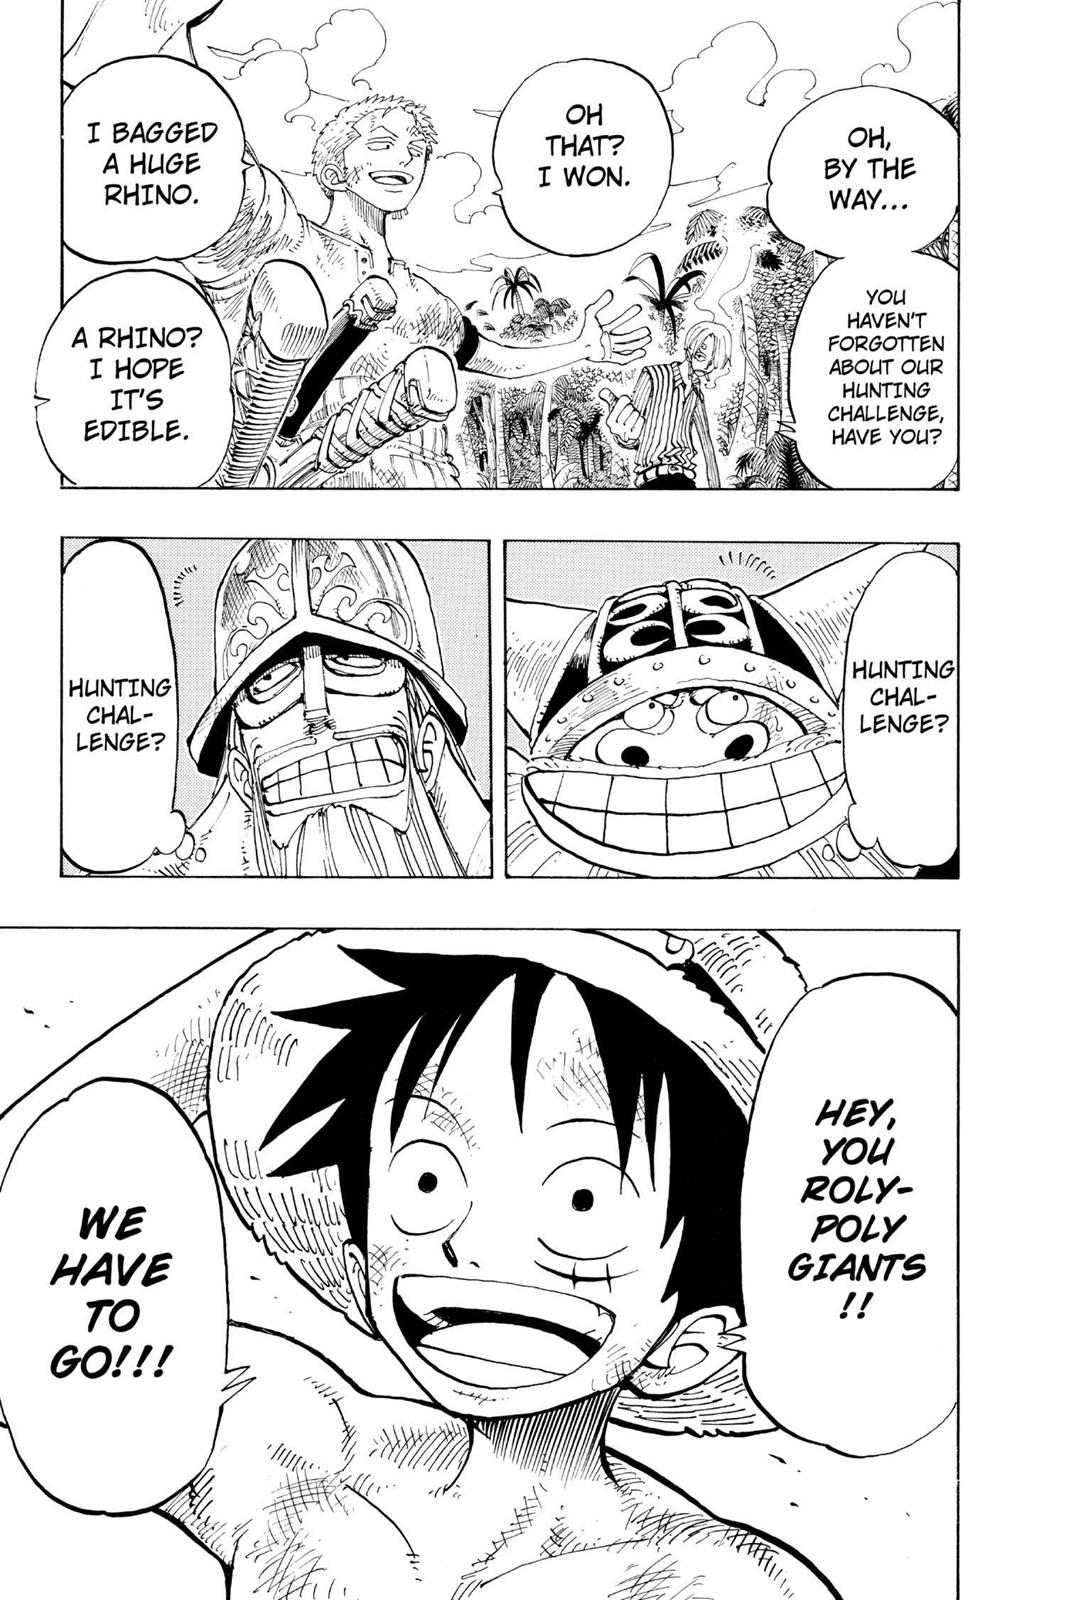 OH,
BY THE
WAY...
YOU
HAVEN'T
FORGOTTEN
ABOUT OUR
HUNTING
CHALLENGE,
HAVE YOU?
OH
THAT?
I WON.
I BAGGED
A HUGE
RHINO.
A RHINO?
I HOPE
IT'S
EDIBLE.
HUNTING
CHAL-
LENGE?
HUNTING
CHAL-
LENGE?
HEY,
YOU
ROLY-
POLY
GIANTS
!!
WE
HAVE
TO
GO!!!